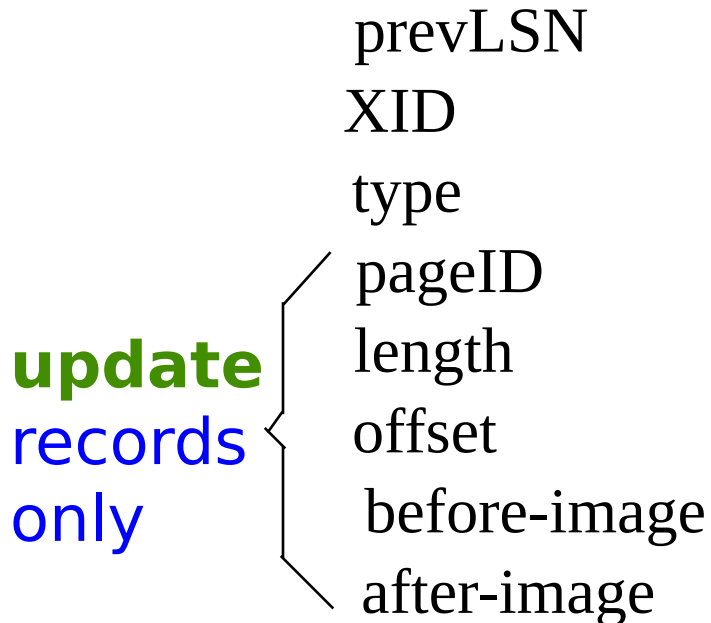 prevLSN
XID
type
pageID
length
offset
before-image
after-image
update
records
only